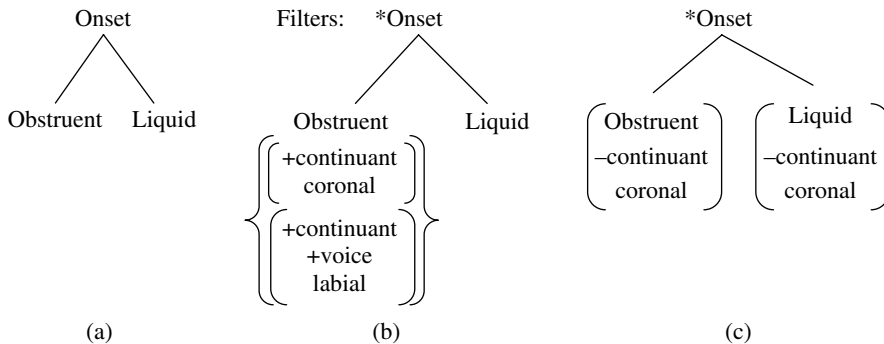 Onset
Obstruent Liquid
(a)
Filters: *Onset
Obstruent Liquid
+continuant
coronal
+continuant
+voice
labial
(b)
*Onset
Obstruent
–continuant
coronal
Liquid
–continuant
coronal
(c)